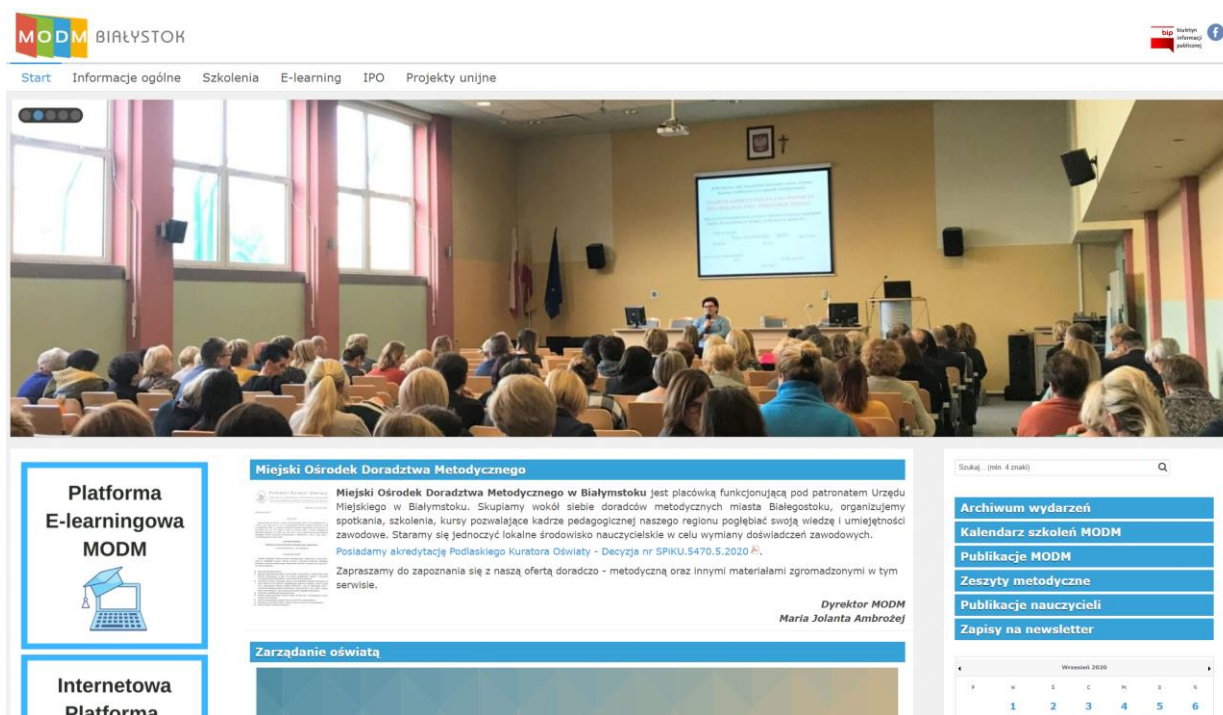 MODM BIAŁYSTOK
bip biuletyn
informacji
publicznej
Start Informacje ogólne Szkolenia E-learning IPO Projekty unijne
Platforma
E-learningowa
MODM
Internetowa
Platforma
Miejski Ośrodek Doradztwa Metodycznego
Miejski Ośrodek Doradztwa Metodycznego w Białymstoku jest placówką funkcjonującą pod patronatem Urzędu
Miejskiego w Białymstoku. Skupiamy wokół siebie doradców metodycznych miasta Białegostoku, organizujemy
spotkania, szkolenia, kursy pozwalające kadrze pedagogicznej naszego regionu pogłębiać swoją wiedzę i umiejętności
zawodowe. Staramy się jednoczyć lokalne środowisko nauczycielskie w celu wymiany doświadczeń zawodowych.
Posiadamy akredytację Podlaskiego Kuratora Oświaty - Decyzja nr SPiKU.5470.5.2020
Zapraszamy do zapoznania się z naszą ofertą doradczo - metodyczną oraz innymi materiałami zgromadzonymi w tym
serwisie.
Dyrektor MODM
Maria Jolanta Ambrożej
Zarządanie oświatą
Szukaj... (min. 4 znaki)
Archiwum wydarzeń
Kalendarz szkoleń MODM
Publikacje MODM
Zeszyty metodyczne
Publikacje nauczycieli
Zapisy na newsletter
Wrzesień 2020
P W Ś C Pt S N
1 2 3 4 5 6